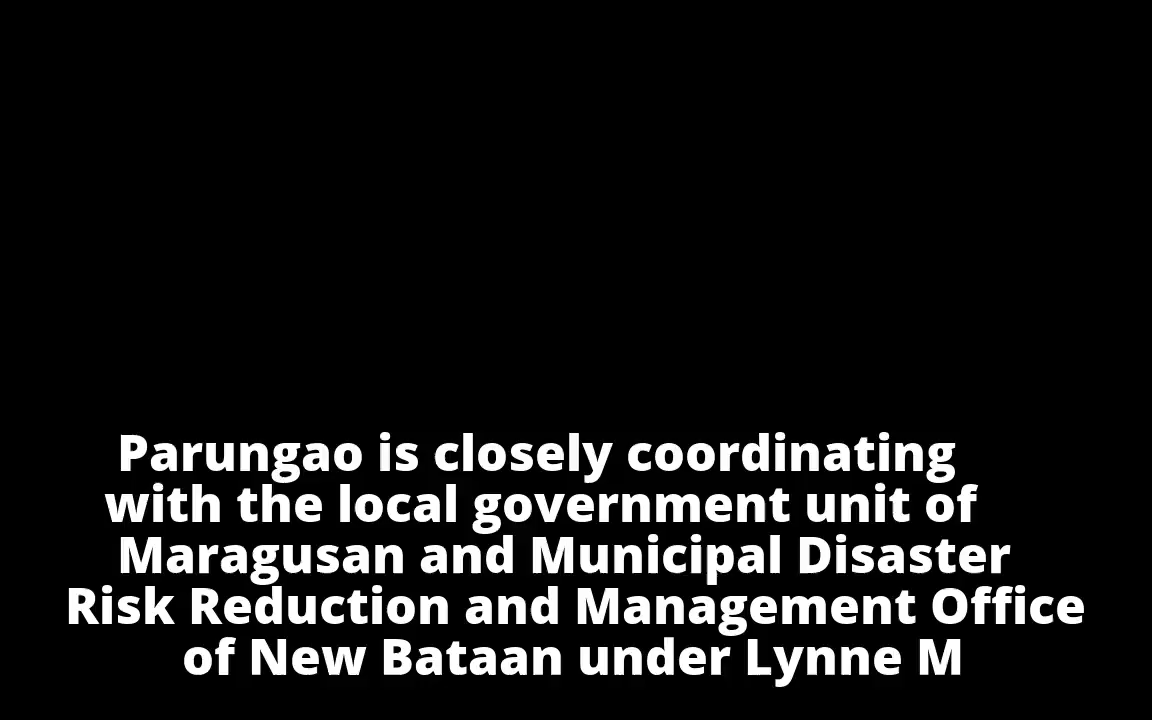 Parungao is closely coordinating
with the local government unit of
Maragusan and Municipal Disaster
Risk Reduction and Management Office
of New Bataan under Lynne M